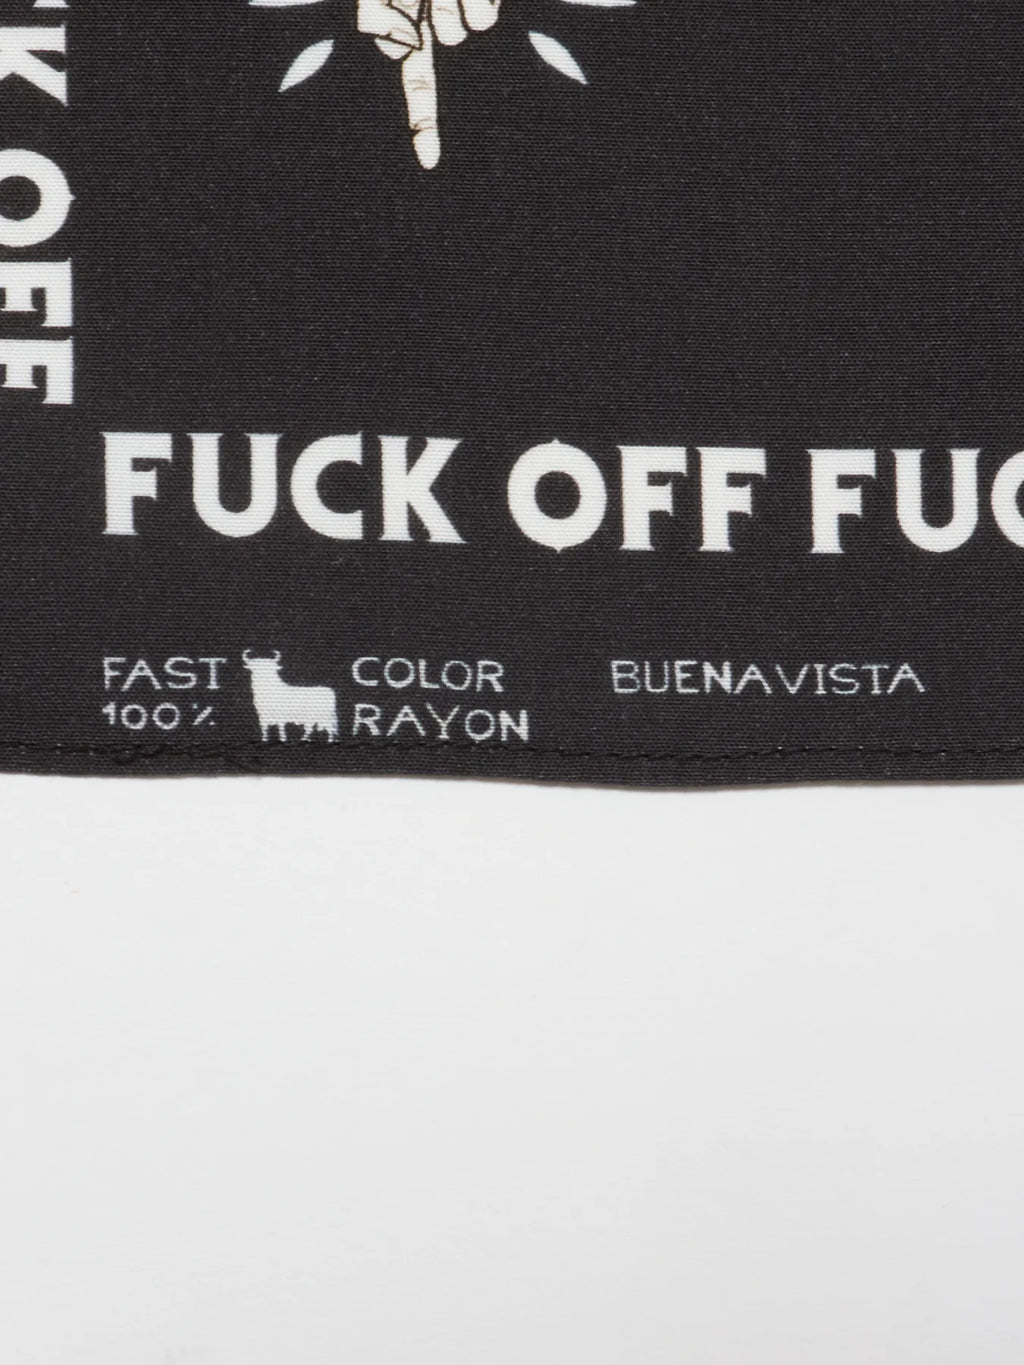 K OFF
FUCK OFF FUC
FAST COLOR
100% RAYON
BUENAVISTA